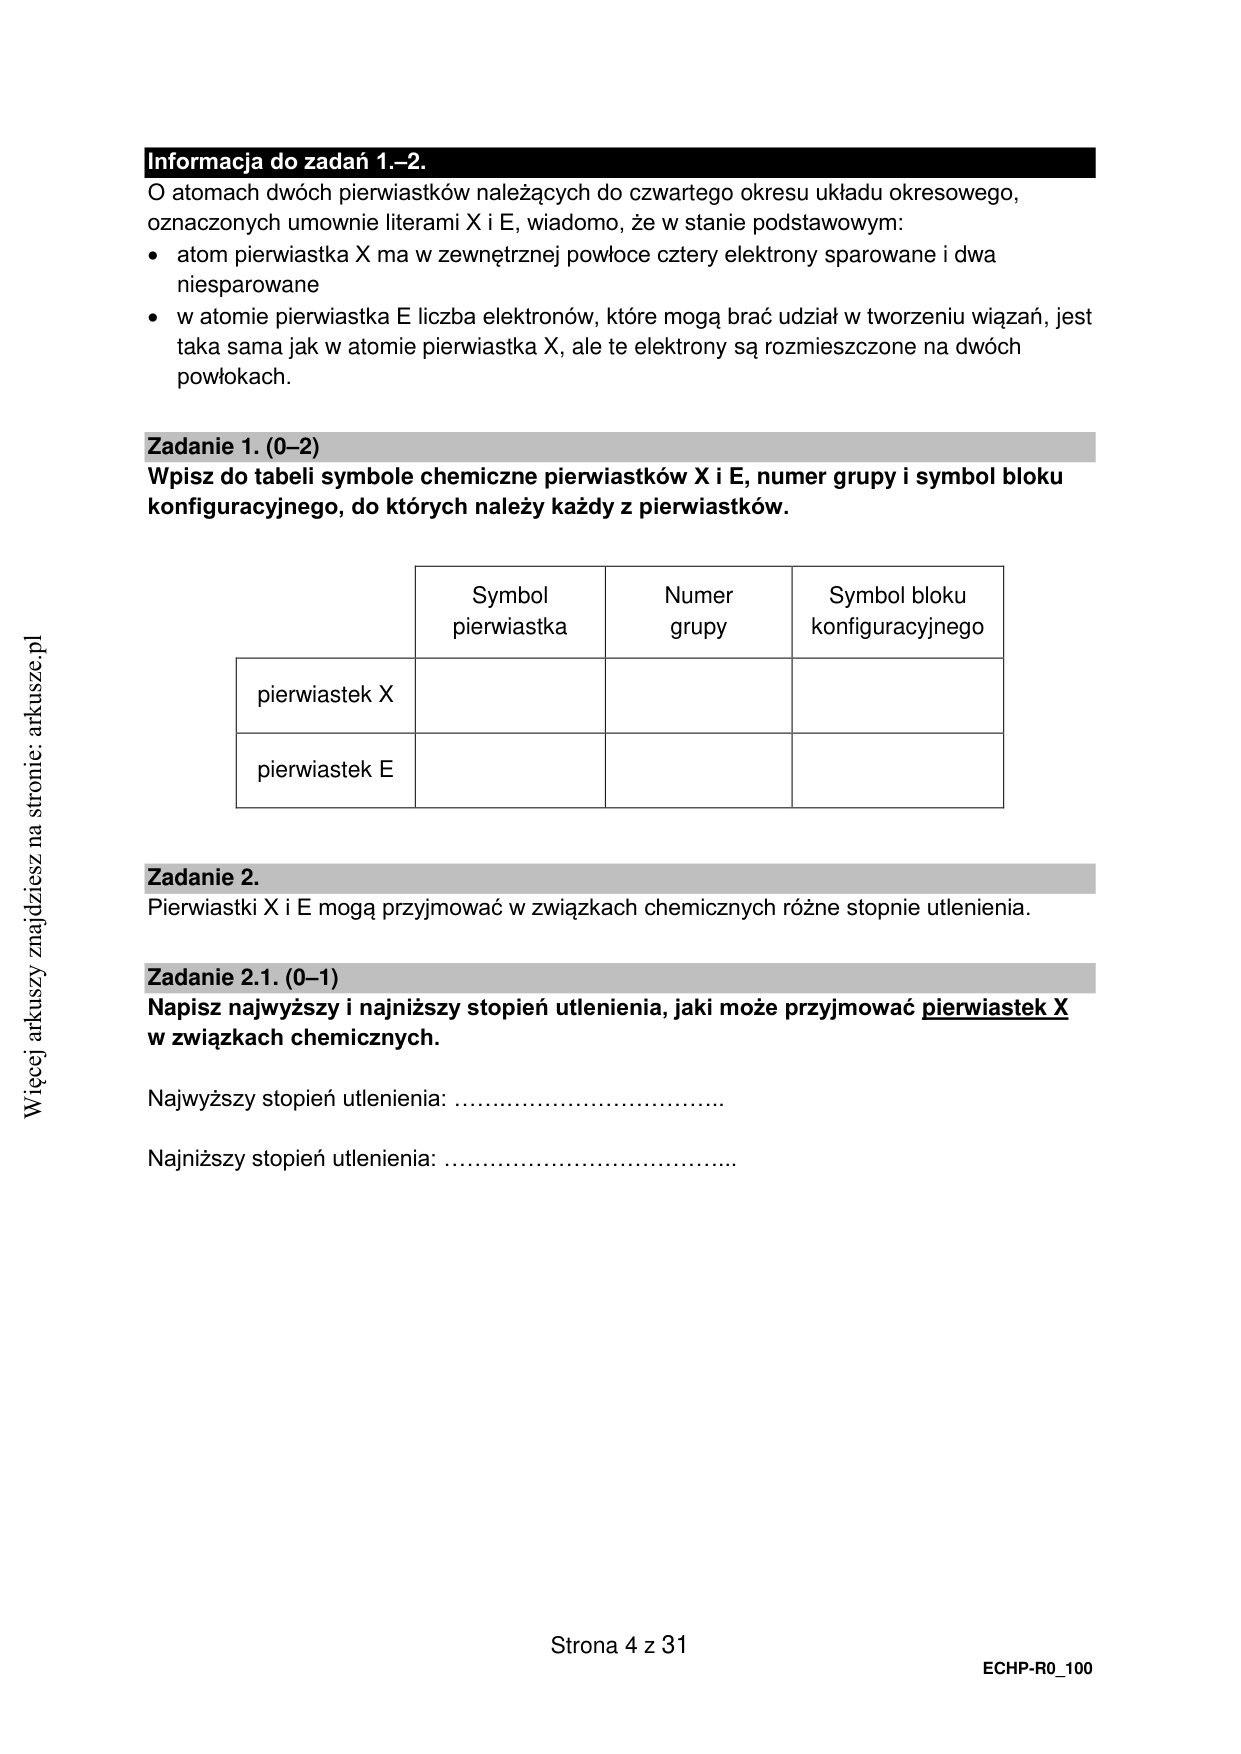 Informacja do zadań 1.–2.
O atomach dwóch pierwiastków należących do czwartego okresu układu okresowego,
oznaczonych umownie literami X i E, wiadomo, że w stanie podstawowym:
• atom pierwiastka X ma w zewnętrznej powłoce cztery elektrony sparowane i dwa
niesparowane
• w atomie pierwiastka E liczba elektronów, które mogą brać udział w tworzeniu wiązań, jest
taka sama jak w atomie pierwiastka X, ale te elektrony są rozmieszczone na dwóch
powłokach.
Zadanie 1. (0–2)
Wpisz do tabeli symbole chemiczne pierwiastków X i E, numer grupy i symbol bloku
konfiguracyjnego, do których należy każdy z pierwiastków.
Symbol
pierwiastka
Numer
grupy
Symbol bloku
konfiguracyjnego
pierwiastek X
pierwiastek E
Zadanie 2.
Pierwiastki X i E mogą przyjmować w związkach chemicznych różne stopnie utlenienia.
Zadanie 2.1. (0–1)
Napisz najwyższy i najniższy stopień utlenienia, jaki może przyjmować pierwiastek X
w związkach chemicznych.
Najwyższy stopień utlenienia: ……………………………..
Najniższy stopień utlenienia: ………………………………...
Strona 4 z 31
ECHP-R0_100
Więcej arkuszy znajdziesz na stronie: arkusze.pl